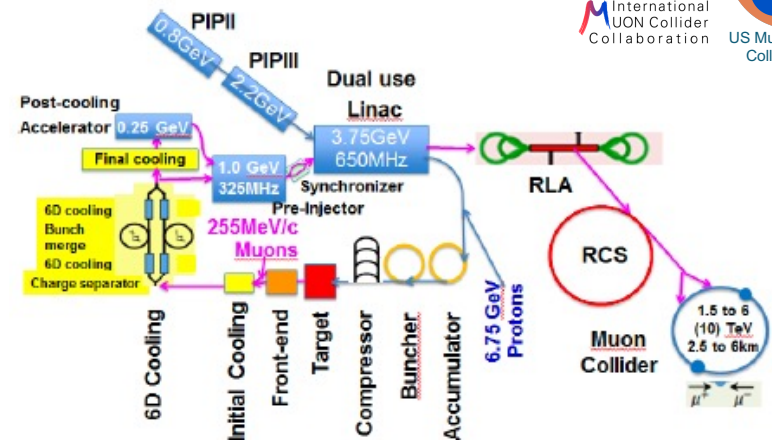 International
MUON Collider
Collaboration
US Mu
Coll
PIPII
0.8GeV
PIPIII
2.2GeV
Dual use
Linac
3.75GeV
650MHz
Post-cooling
Accelerator
0.25 GeV
Final cooling
1.0 GeV
325MHz
Synchronizer
Pre-Injector
RLA
6D cooling
Bunch
merge
6D cooling
Charge separator
μ+
μ-
255MeV/c
Muons
RCS
6.75 GeV
Protons
1.5 to 6
(10) TeV
2.5 to 6km
Muon
Collider
μ+
μ−
6D Cooling
Initial Cooling
Front-end
Target
Compressor
Buncher
Accumulator